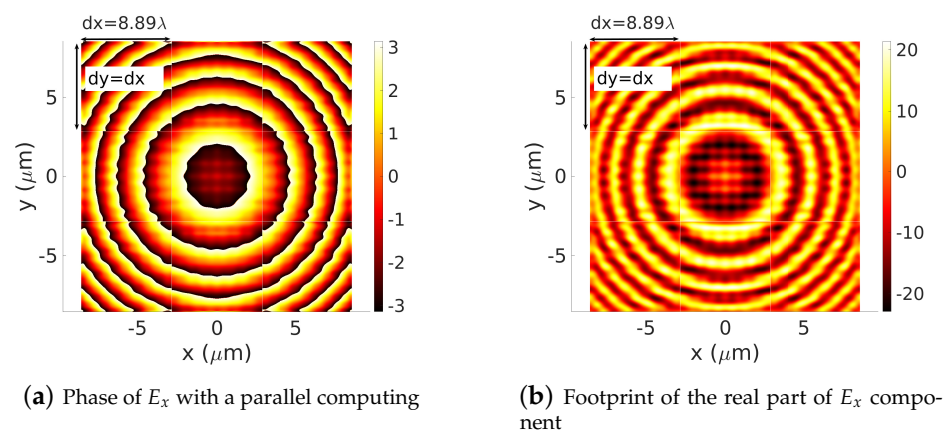 dx=8.89λ
dy=dx
5
0
-5
y (μm)
-5 0 5
x (μm)
3
2
1
0
-1
-2
-3
(a) Phase of Ex with a parallel computing
dx=8.89λ
dy=dx
5
0
-5
y (μm)
-5 0 5
x (μm)
20
10
0
-10
-20
(b) Footprint of the real part of Ex compo-
nent